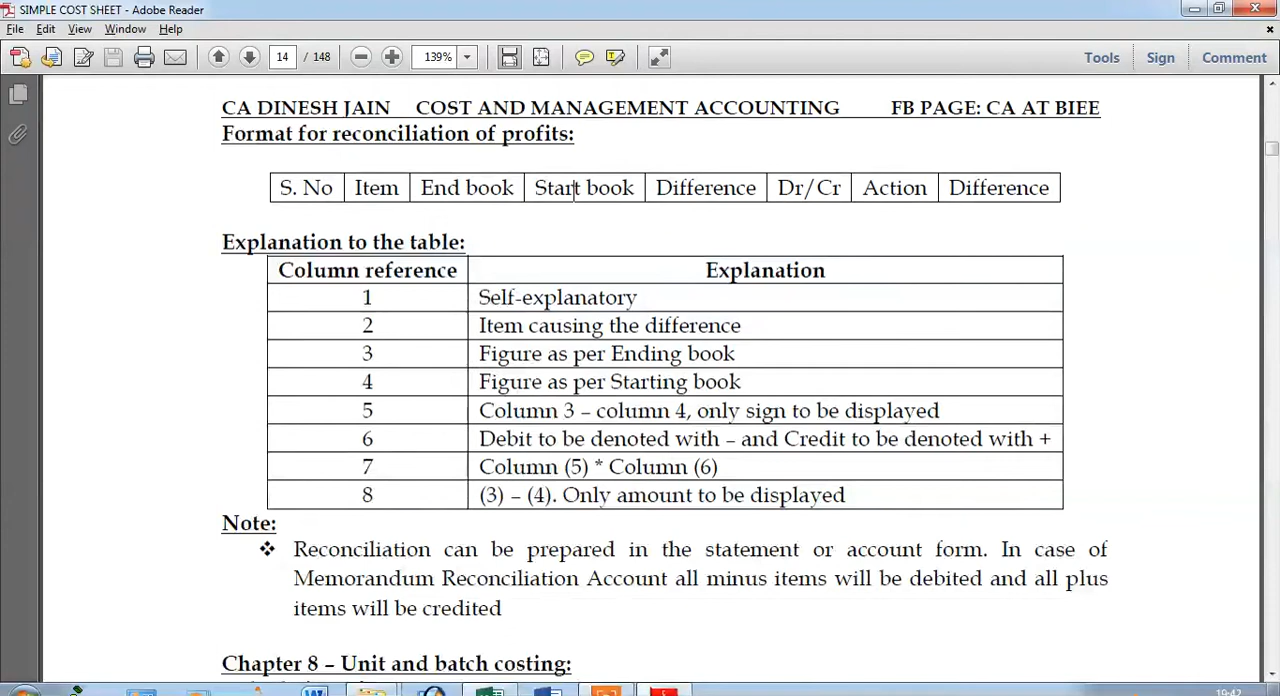 SIMPLE COST SHEET - Adobe Reader
File Edit View Window Help
14 / 148 139% Tools Sign Comment
CA DINESH JAIN COST AND MANAGEMENT ACCOUNTING FB PAGE: CA AT BIEE
Format for reconciliation of profits:
S. No Item End book Start book Difference Dr/Cr Action Difference
Explanation to the table:
Column reference Explanation
1 Self-explanatory
2 Item causing the difference
3 Figure as per Ending book
4 Figure as per Starting book
5 Column 3 – column 4, only sign to be displayed
6 Debit to be denoted with – and Credit to be denoted with +
7 Column (5) * Column (6)
8 (3) – (4). Only amount to be displayed
Note:
❖ Reconciliation can be prepared in the statement or account form. In case of
Memorandum Reconciliation Account all minus items will be debited and all plus
items will be credited
Chapter 8 – Unit and batch costing:
19:42